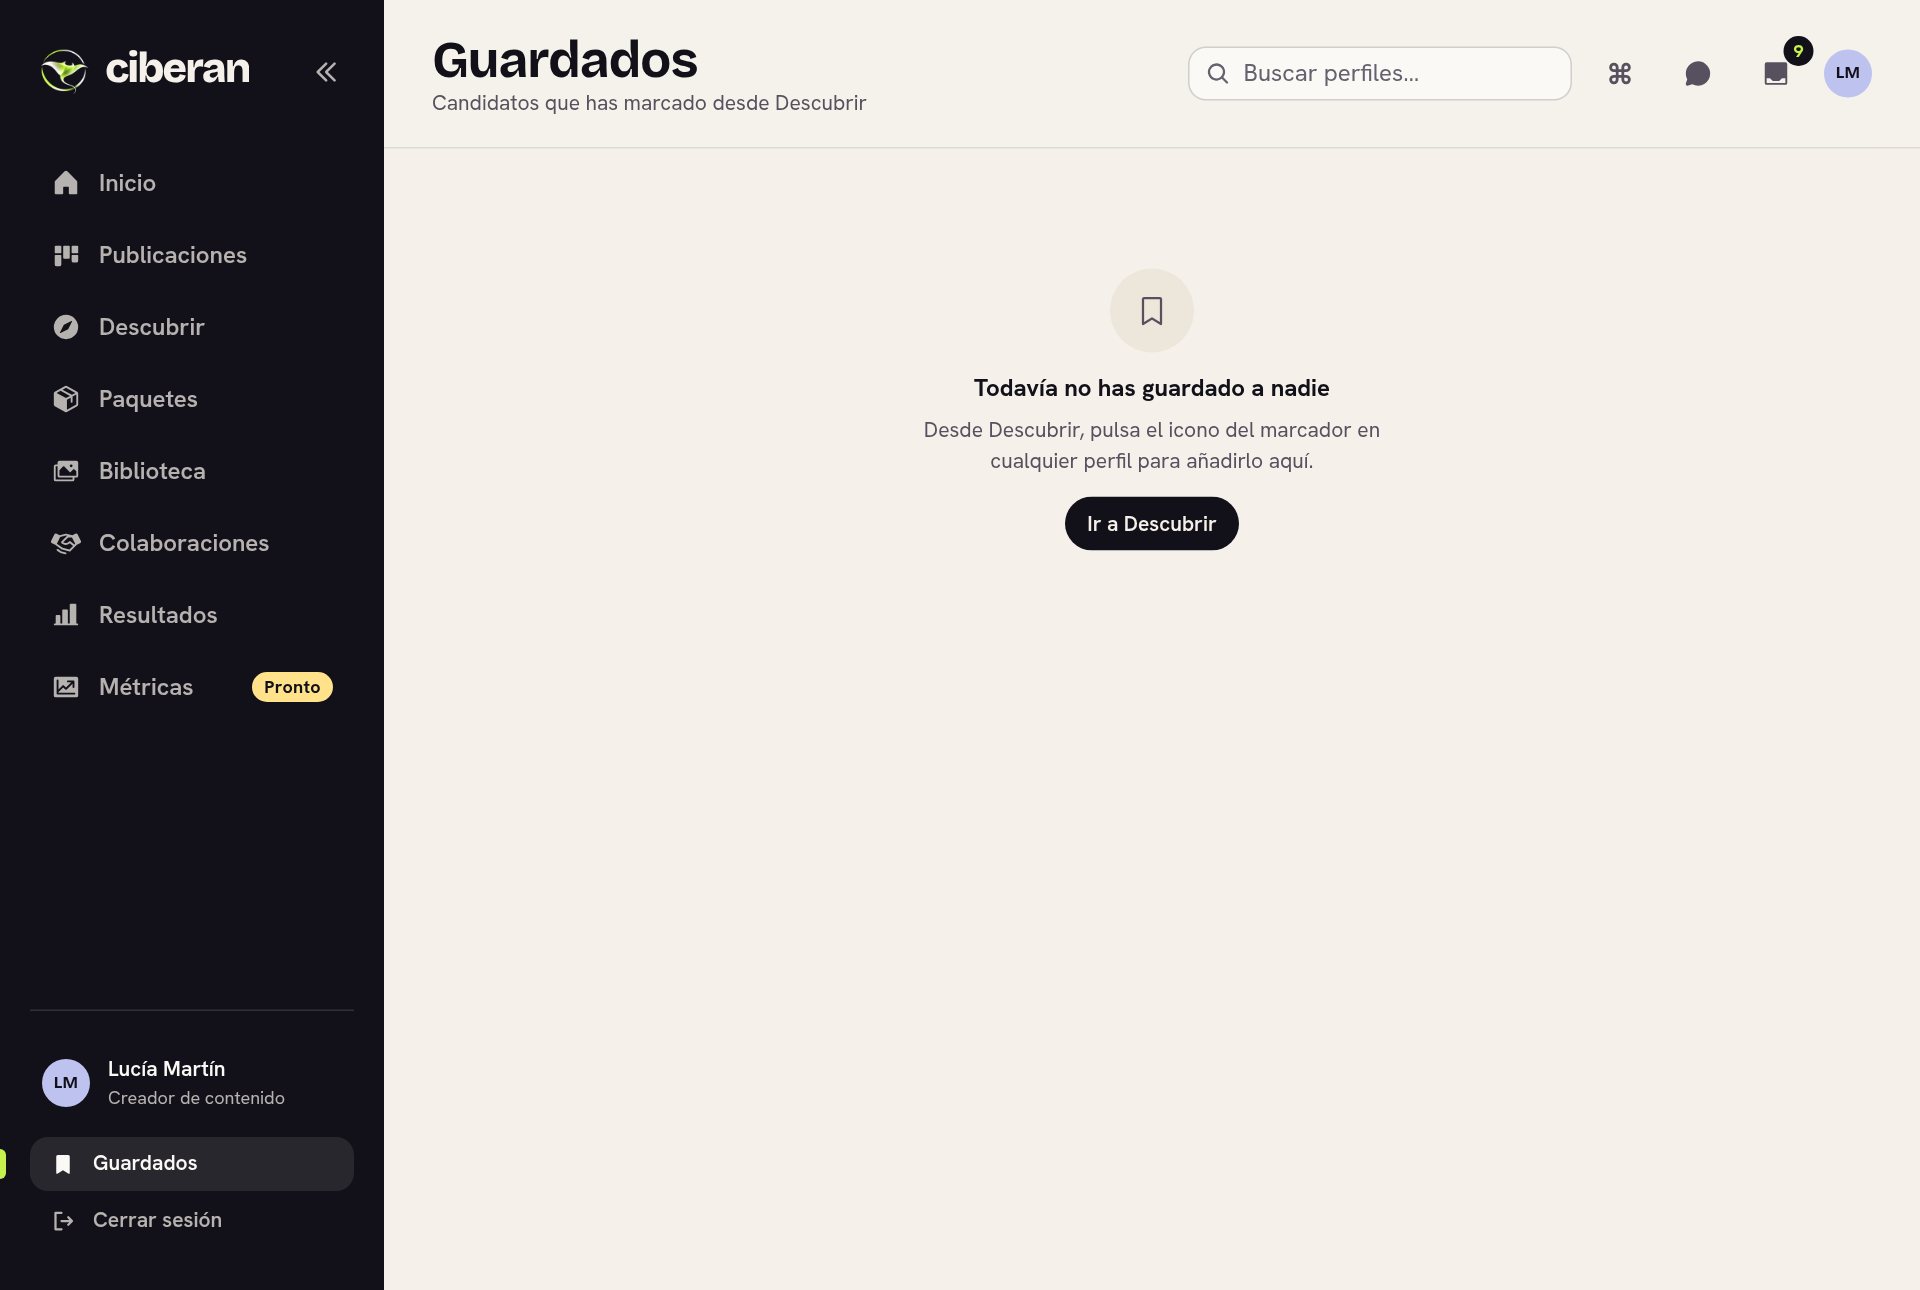 ciberan
Inicio
Publicaciones
Descubrir
Paquetes
Biblioteca
Colaboraciones
Resultados
Métricas
Pronto
Lucía Martín
LM
Creador de contenido
Guardados
Cerrar sesión
Guardados
Candidatos que has marcado desde Descubrir
Buscar perfiles...
9
LM
Todavía no has guardado a nadie
Desde Descubrir, pulsa el icono del marcador en
cualquier perfil para añadirlo aquí.
Ir a Descubrir